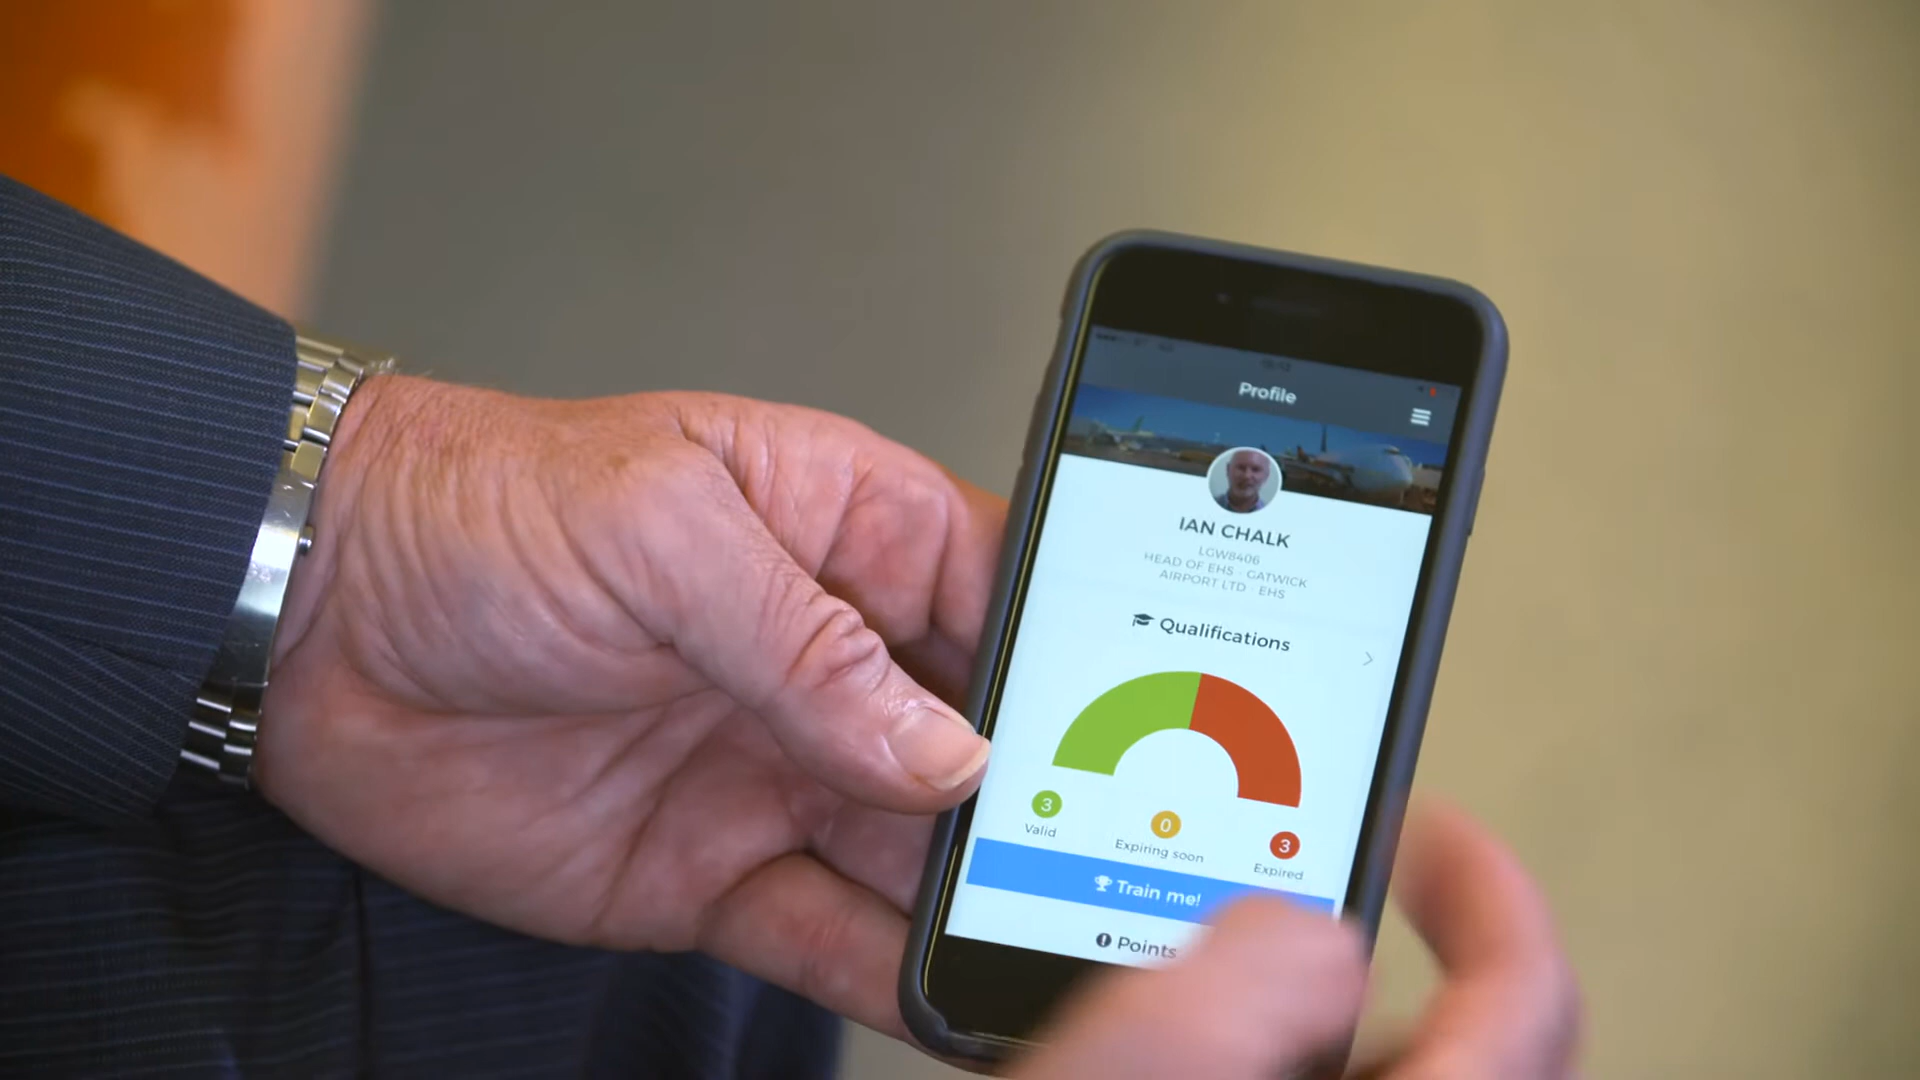 Profile
IAN CHALK
LGW8406
HEAD OF EHS - GATWICK
AIRPORT LTD - EHS
Qualifications
3
Valid
0
Expiring soon
3
Expired
Train me!
Points